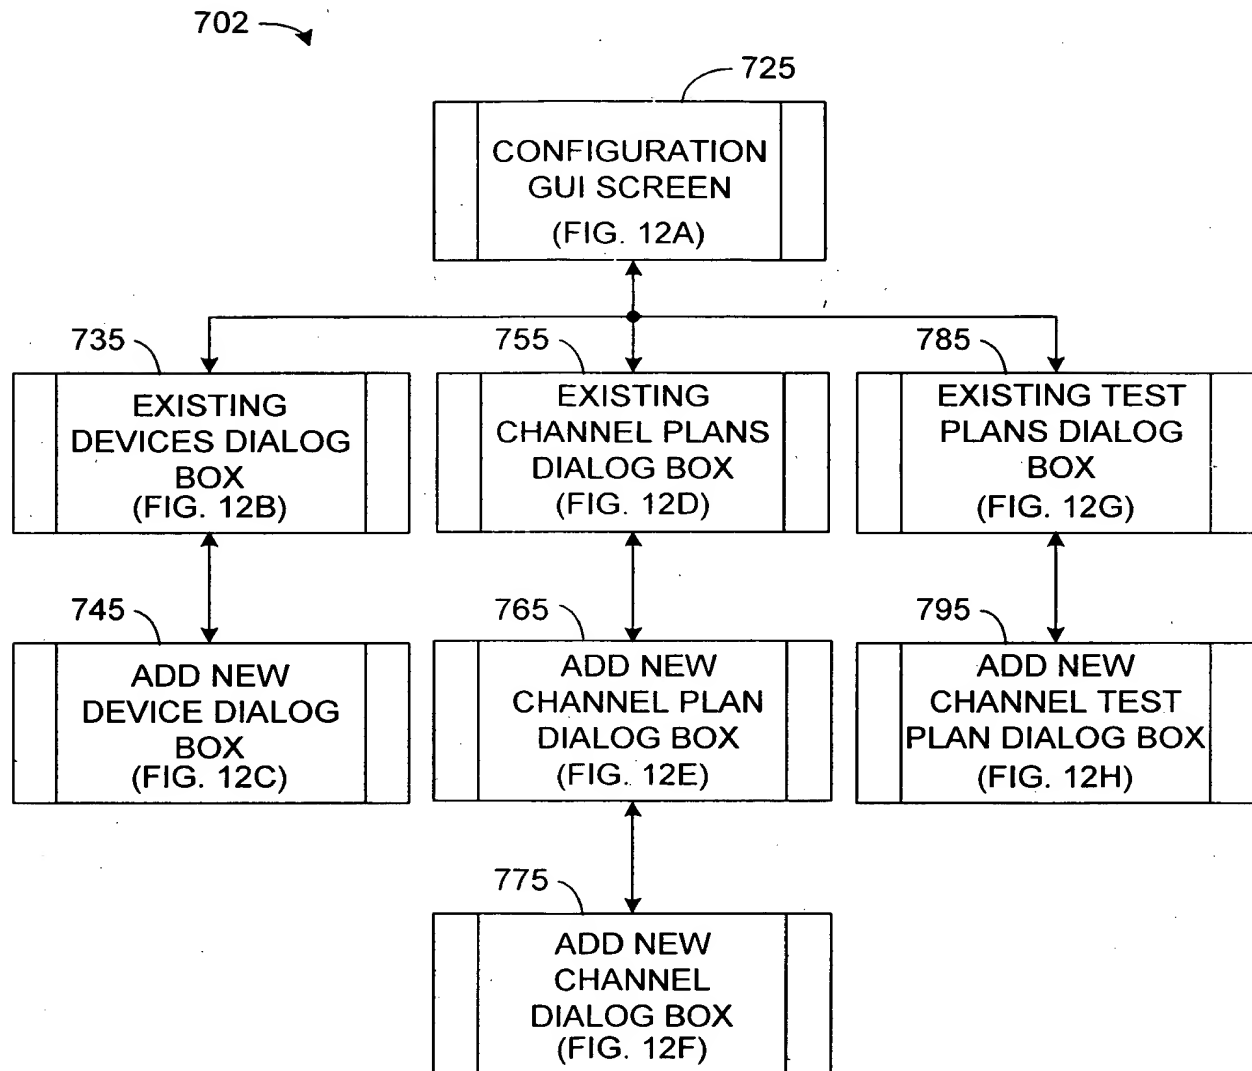 702
725
CONFIGURATION
GUI SCREEN
(FIG. 12A)
735
EXISTING
DEVICES DIALOG
BOX
(FIG. 12B)
755
EXISTING
CHANNEL PLANS
DIALOG BOX
(FIG. 12D)
785
EXISTING TEST
PLANS DIALOG
BOX
(FIG. 12G)
745
ADD NEW
DEVICE DIALOG
BOX
(FIG. 12C)
765
ADD NEW
CHANNEL PLAN
DIALOG BOX
(FIG. 12E)
795
ADD NEW
CHANNEL TEST
PLAN DIALOG BOX
(FIG. 12H)
775
ADD NEW
CHANNEL
DIALOG BOX
(FIG. 12F)